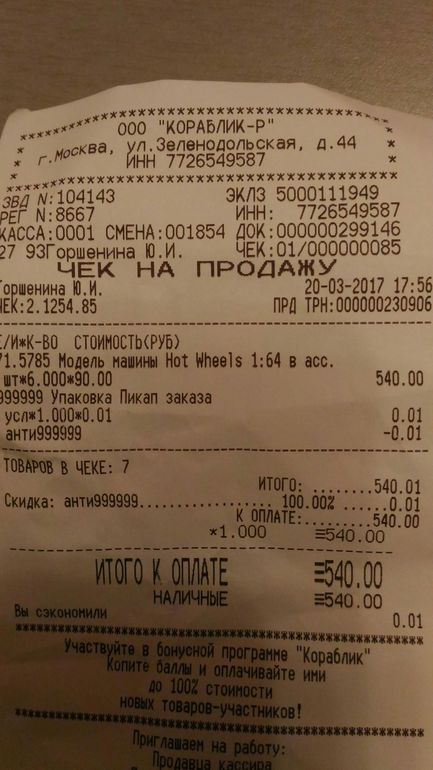 ООО "КОРАБЛИК-Р"
г.Москва, ул.Зеленодольская, д.44
ИНН 7726549587
ЗВД N:104143 ЭКЛЗ 5000111949
РЕГ N:8667 ИНН: 7726549587
КАССА:0001 СМЕНА:001854 ДОК:000000299146
27 93Горшенина Ю.И. ЧЕК:01/000000085
ЧЕК НА ПРОДАЖУ
Горшенина Ю.И. 20-03-2017 17:56
ЧЕК:2.1254.85 ПРД ТРН:000000230906
Е/И*К-ВО СТОИМОСТЬ(РУБ)
71.5785 Модель машины Hot Wheels 1:64 в асс.
шт*6.000*90.00 540.00
999999 Упаковка Пикап заказа
усл*1.000*0.01 0.01
анти999999 -0.01
ТОВАРОВ В ЧЕКЕ: 7
ИТОГО: ........540.01
Скидка: анти999999................ 100.00% ......0.01
К ОПЛАТЕ:.......540.00
*1.000 ≡540.00
ИТОГО К ОПЛАТЕ ≡540.00
НАЛИЧНЫЕ ≡540.00
Вы сэкономили 0.01
Участвуйте в бонусной программе "Кораблик"
Копите баллы и оплачивайте ими
до 100% стоимости
новых товаров-участников!
Приглашаем на работу:
Продавца кассира